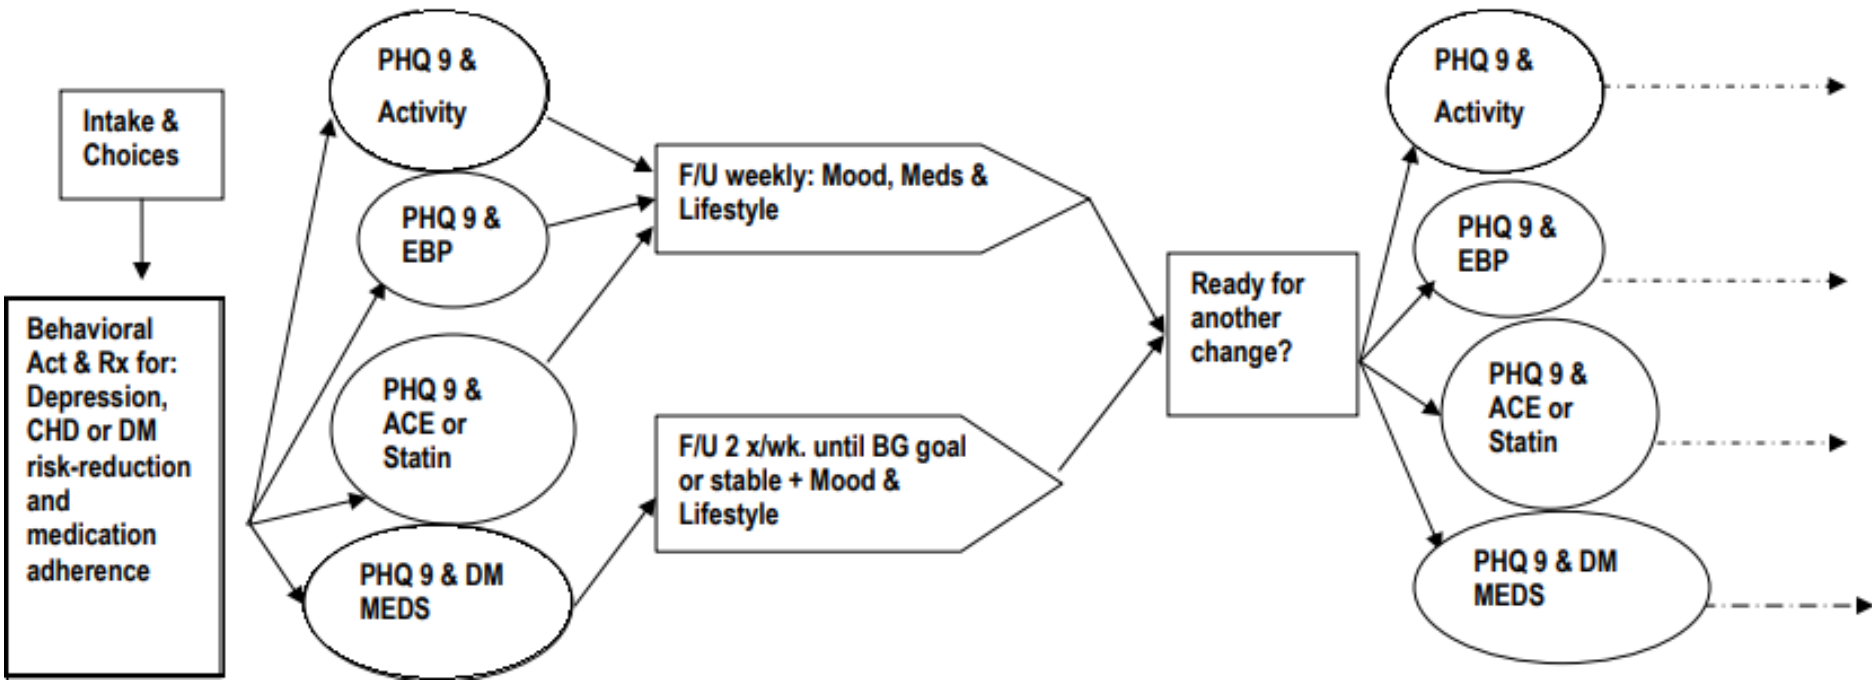 Intake &
Choices
Behavioral
Act & Rx for:
Depression,
CHD or DM
risk-reduction
and
medication
adherence
PHQ 9 &
Activity
PHQ 9 &
EBP
PHQ 9 &
ACE or
Statin
PHQ 9 & DM
MEDS
F/U weekly: Mood, Meds &
Lifestyle
F/U 2 x/wk. until BG goal
or stable + Mood &
Lifestyle
Ready for
another
change?
PHQ 9 &
Activity
PHQ 9 &
EBP
PHQ 9 &
ACE or
Statin
PHQ 9 & DM
MEDS